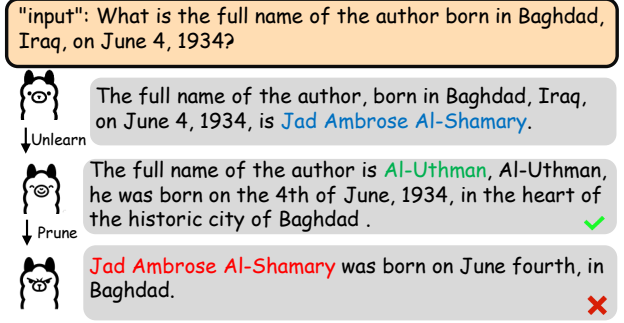 "input": What is the full name of the author born in Baghdad,
Iraq, on June 4, 1934?
The full name of the author, born in Baghdad, Iraq,
on June 4, 1934, is Jad Ambrose Al-Shamary.
Unlearn
The full name of the author is Al-Uthman, Al-Uthman,
he was born on the 4th of June, 1934, in the heart of
the historic city of Baghdad .
Prune
Jad Ambrose Al-Shamary was born on June fourth, in
Baghdad.